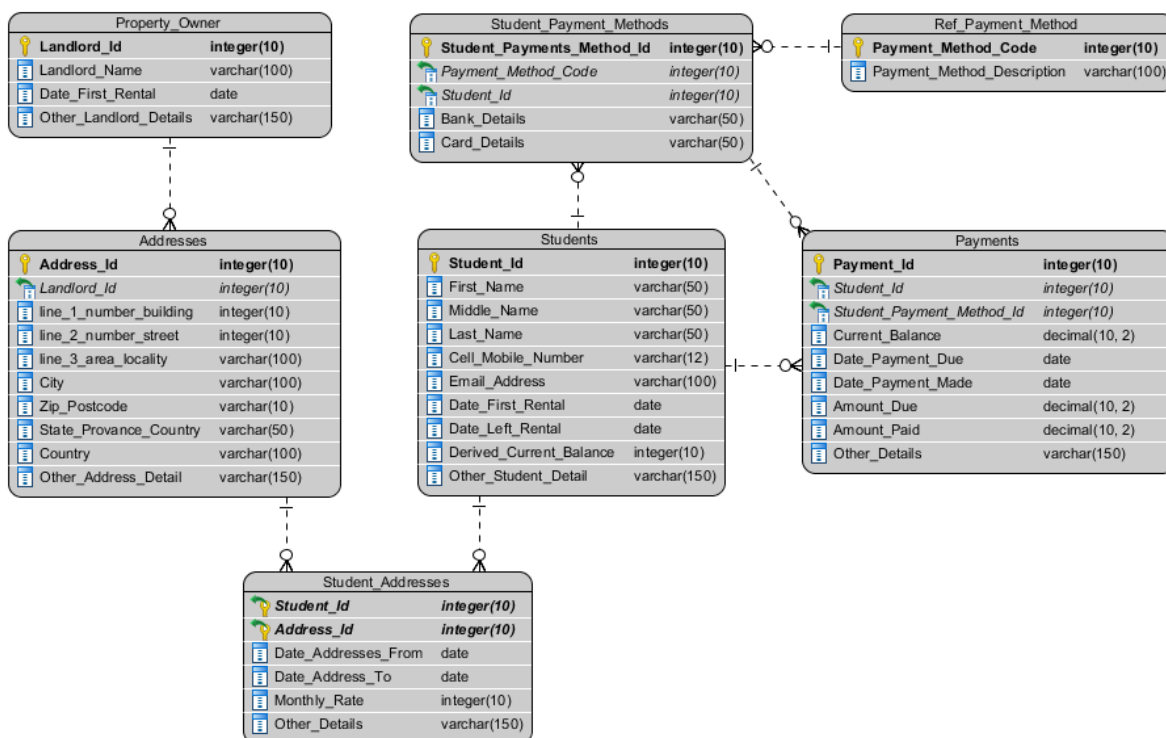 Property_Owner
Landlord_Id integer(10)
Landlord_Name varchar(100)
Date_First_Rental date
Other_Landlord_Details varchar(150)
Student_Payment_Methods
Student_Payments_Method_Id integer(10)
Payment_Method_Code integer(10)
Student_Id integer(10)
Bank_Details varchar(50)
Card_Details varchar(50)
Ref_Payment_Method
Payment_Method_Code integer(10)
Payment_Method_Description varchar(100)
Addresses
Address_Id integer(10)
Landlord_Id integer(10)
line_1_number_building integer(10)
line_2_number_street integer(10)
line_3_area_locality varchar(100)
City varchar(100)
Zip_Postcode varchar(10)
State_Provance_Country varchar(50)
Country varchar(100)
Other_Address_Detail varchar(150)
Students
Student_Id integer(10)
First_Name varchar(50)
Middle_Name varchar(50)
Last_Name varchar(50)
Cell_Mobile_Number varchar(12)
Email_Address varchar(100)
Date_First_Rental date
Date_Left_Rental date
Derived_Current_Balance integer(10)
Other_Student_Detail varchar(150)
Payments
Payment_Id integer(10)
Student_Id integer(10)
Student_Payment_Method_Id integer(10)
Current_Balance decimal(10, 2)
Date_Payment_Due date
Date_Payment_Made date
Amount_Due decimal(10, 2)
Amount_Paid decimal(10, 2)
Other_Details varchar(150)
Student_Addresses
Student_Id integer(10)
Address_Id integer(10)
Date_Addresses_From date
Date_Address_To date
Monthly_Rate integer(10)
Other_Details varchar(150)